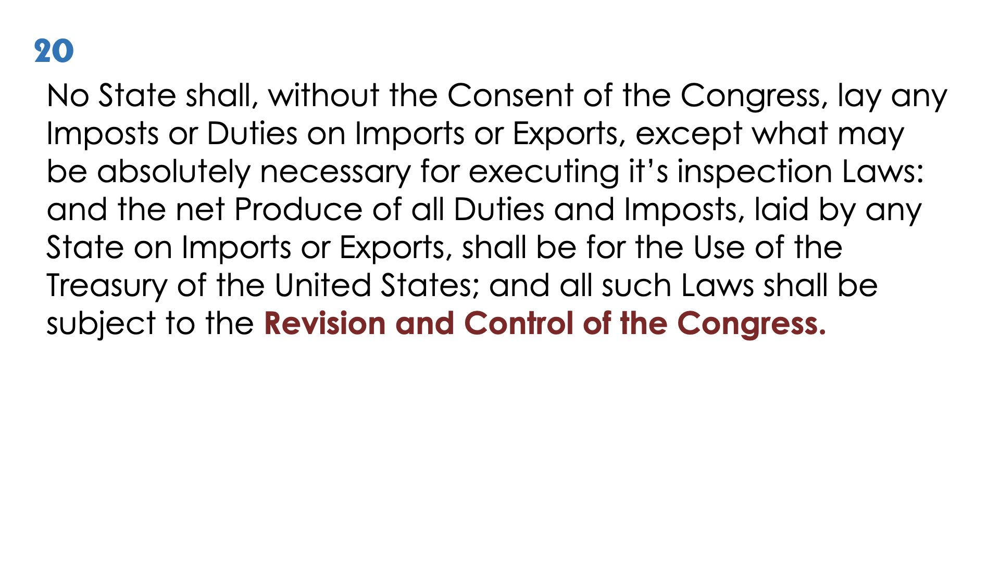 20
No State shall, without the Consent of the Congress, lay any
Imposts or Duties on Imports or Exports, except what may
be absolutely necessary for executing it’s inspection Laws:
and the net Produce of all Duties and Imposts, laid by any
State on Imports or Exports, shall be for the Use of the
Treasury of the United States; and all such Laws shall be
subject to the Revision and Control of the Congress.